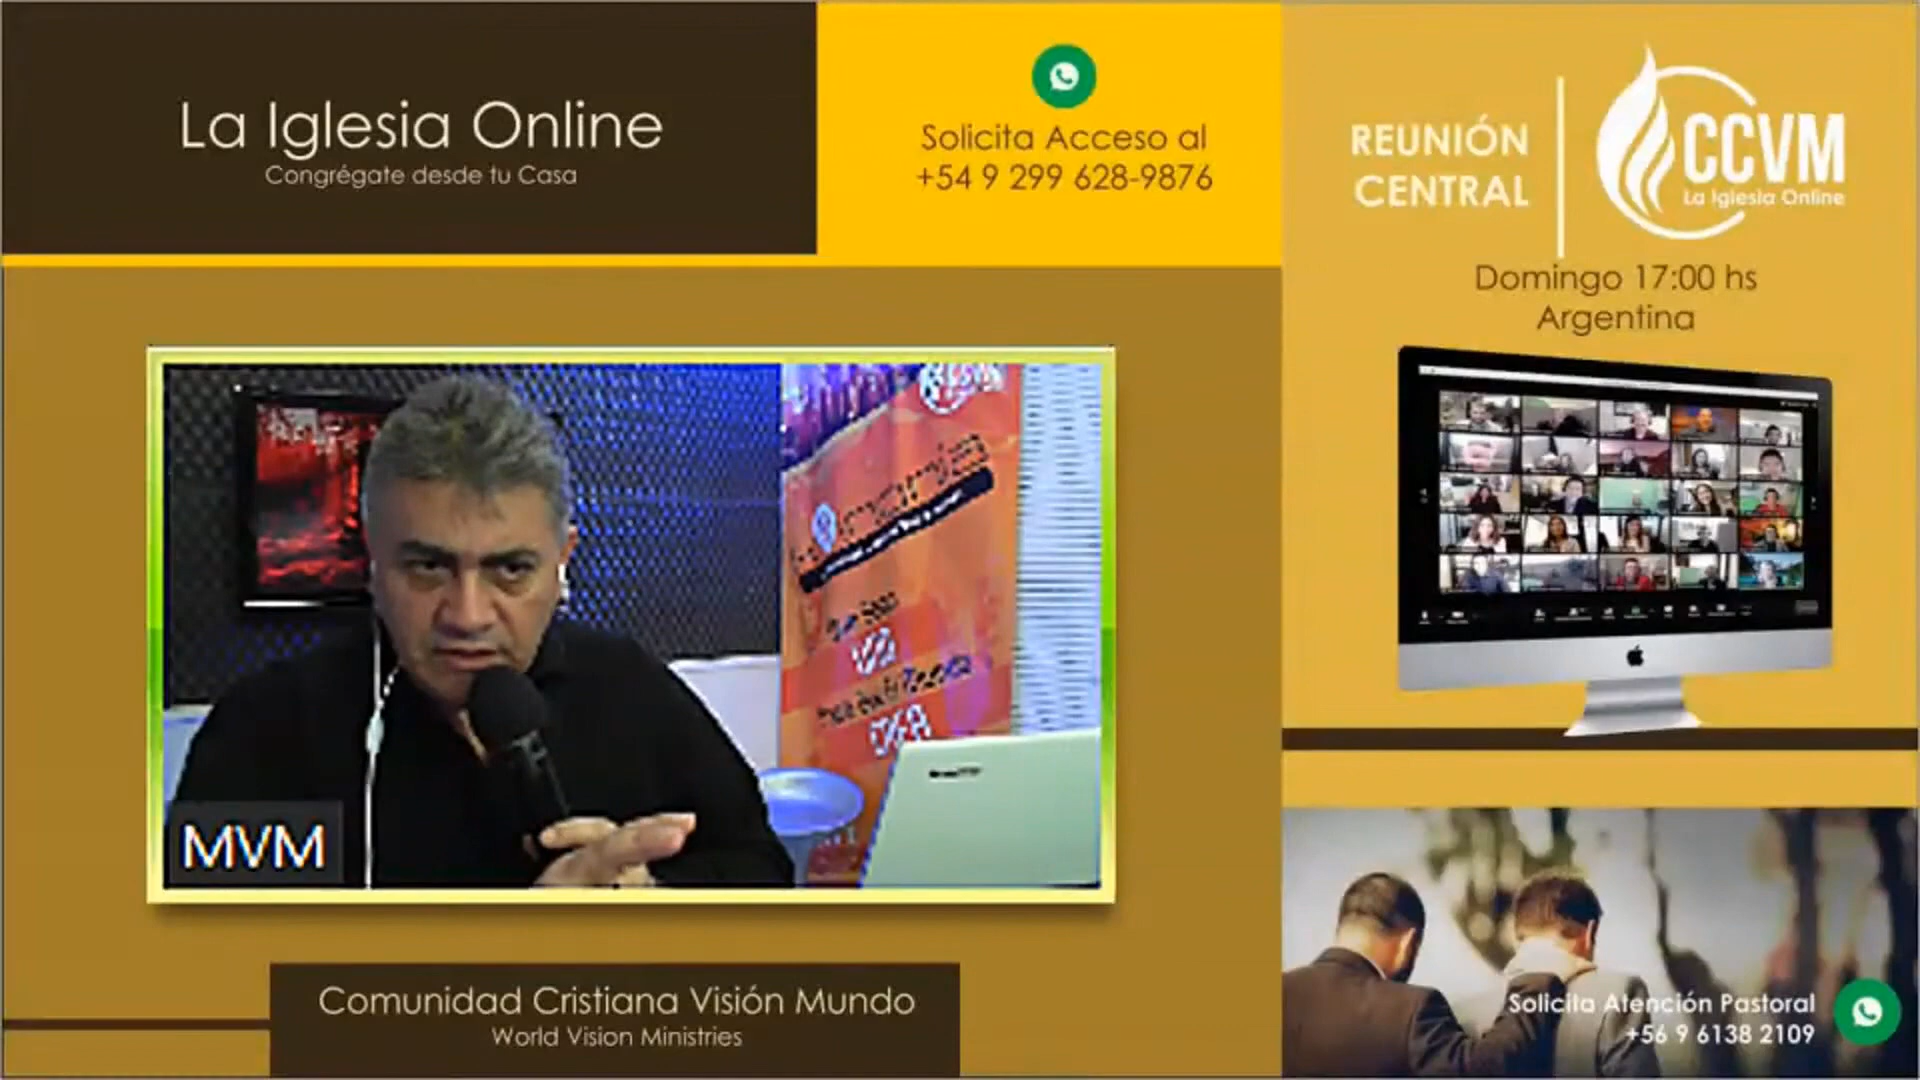 La Iglesia Online
Congrégate desde tu Casa
Solicita Acceso al
+54 9 299 628-9876
REUNIÓN
CENTRAL
CCVM
La Iglesia Online
Domingo 17:00 hs
Argentina
MVM
Comunidad Cristiana Visión Mundo
World Vision Ministries
Solicita Atención Pastoral
+56 9 6138 2109